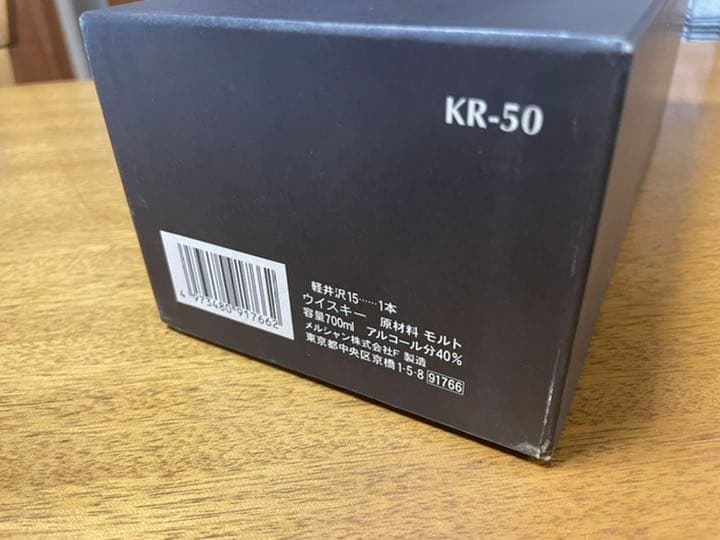 KR-50
4 973480 917662
軽井沢15……1本
ウイスキー 原材料 モルト
容量700ml アルコール分40%
メルシャン株式会社F 製造
東京都中央区京橋1-5-8 91766